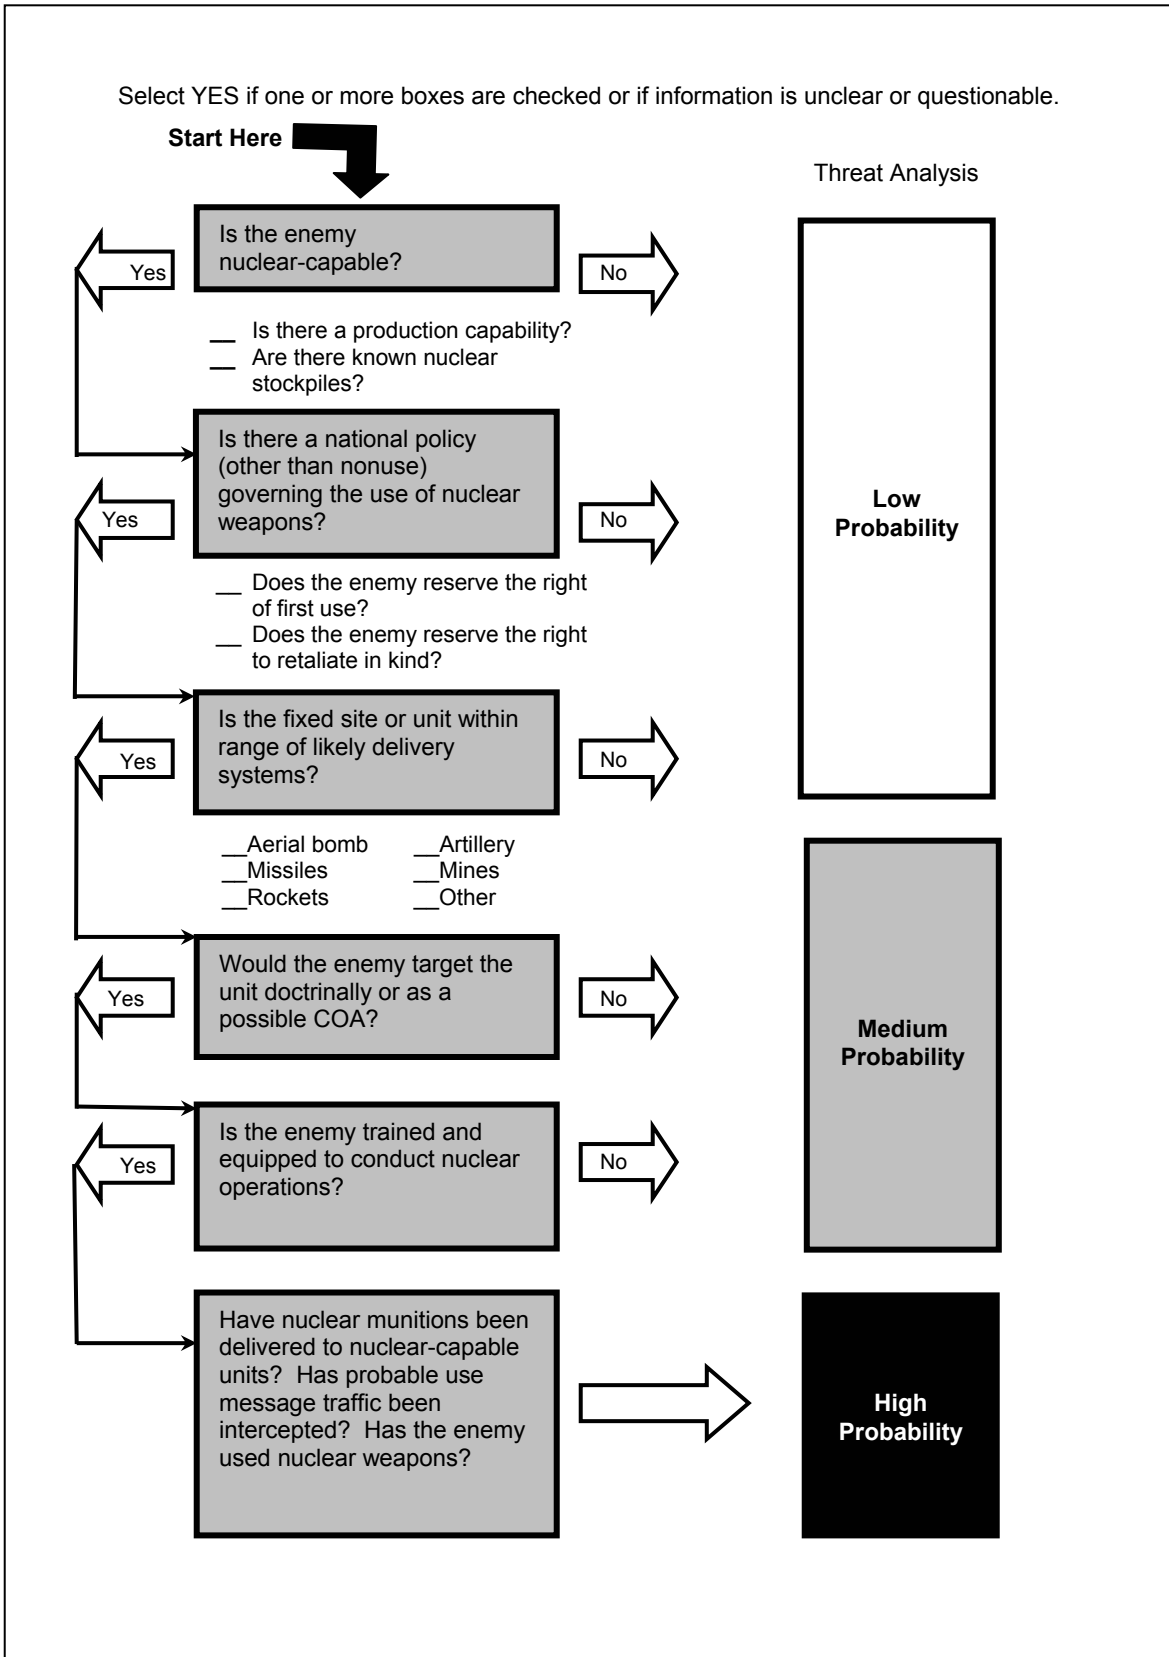 Select YES if one or more boxes are checked or if information is unclear or questionable.
Start Here
Threat Analysis
Is the enemy
nuclear-capable?
Yes
No
__ Is there a production capability?
__ Are there known nuclear
stockpiles?
Is there a national policy
(other than nonuse)
governing the use of nuclear
weapons?
Yes
No
Low
Probability
__ Does the enemy reserve the right
of first use?
__ Does the enemy reserve the right
to retaliate in kind?
Is the fixed site or unit within
range of likely delivery
systems?
Yes
No
__Aerial bomb __Artillery
__Missiles __Mines
__Rockets __Other
Would the enemy target the
unit doctrinally or as a
possible COA?
Yes
No
Medium
Probability
Is the enemy trained and
equipped to conduct nuclear
operations?
Yes
No
Have nuclear munitions been
delivered to nuclear-capable
units?  Has probable use
message traffic been
intercepted?  Has the enemy
used nuclear weapons?
High
Probability